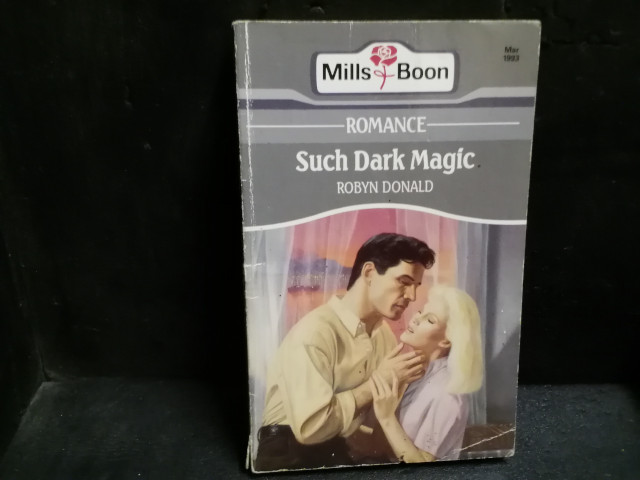 Mar
1993
Mills Boon
ROMANCE
Such Dark Magic
ROBYN DONALD